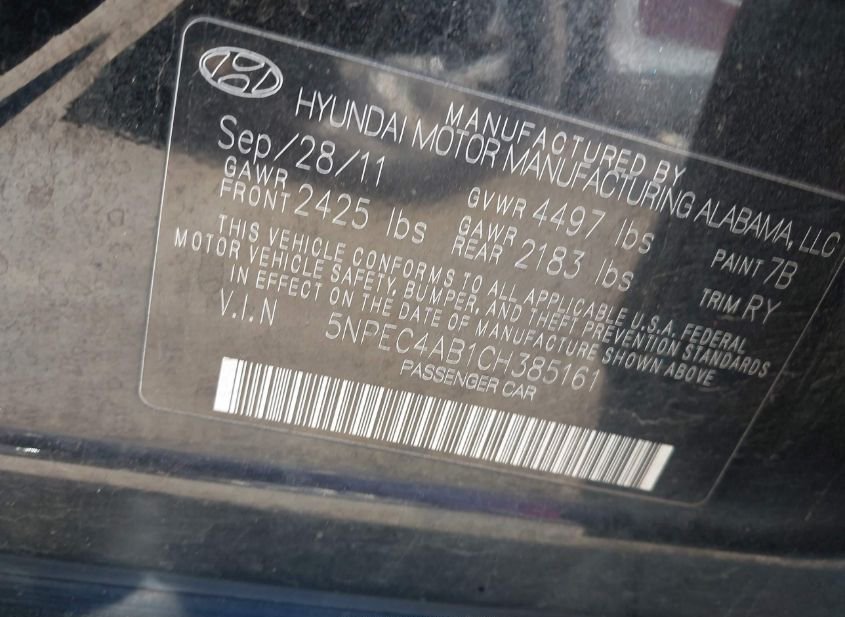 MANUFACTURED BY
HYUNDAI MOTOR MANUFACTURING ALABAMA, LLC
Sep/28/11 GVWR 4497 lbs PAINT 7B
GAWR FRONT 2425 lbs GAWR REAR 2183 lbs TRIM RY
THIS VEHICLE CONFORMS TO ALL APPLICABLE U.S.A. FEDERAL
MOTOR VEHICLE SAFETY, BUMPER, AND THEFT PREVENTION STANDARDS
IN EFFECT ON THE DATE OF MANUFACTURE SHOWN ABOVE
V.I.N 5NPEC4AB1CH385161
PASSENGER CAR